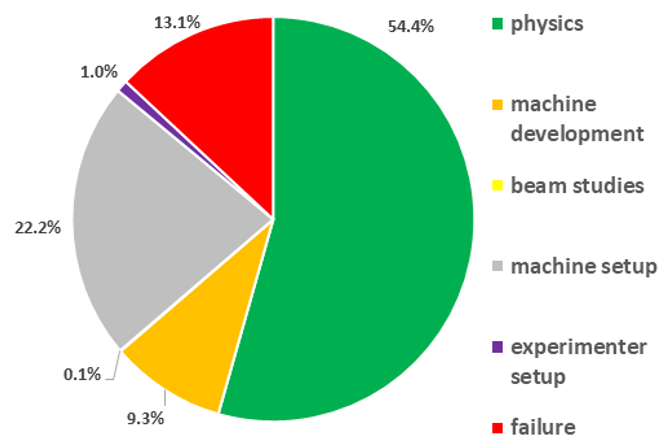 13.1%
54.4%
1.0%
22.2%
0.1%
9.3%
physics
machine
development
beam studies
machine setup
experimenter
setup
failure